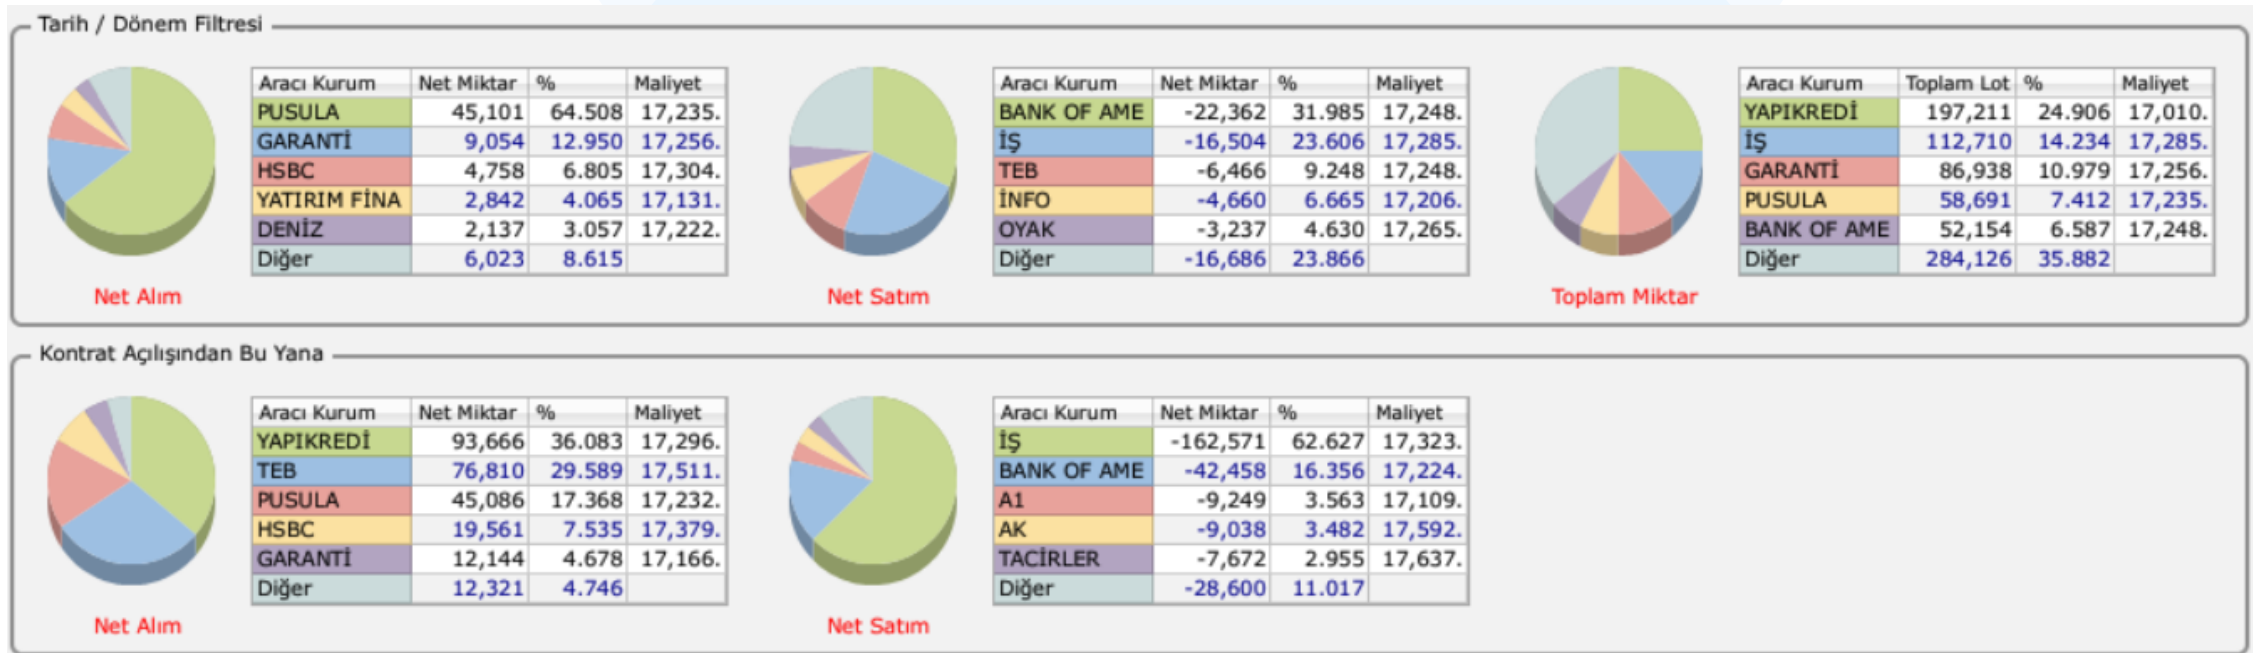 Tarih / Dönem Filtresi
Aracı Kurum Net Miktar % Maliyet
PUSULA 45,101 64.508 17,235.
GARANTİ 9,054 12.950 17,256.
HSBC 4,758 6.805 17,304.
YATIRIM FİNA 2,842 4.065 17,131.
DENİZ 2,137 3.057 17,222.
Diğer 6,023 8.615
Net Alım
Aracı Kurum Net Miktar % Maliyet
BANK OF AME -22,362 31.985 17,248.
İŞ -16,504 23.606 17,285.
TEB -6,466 9.248 17,248.
İNFO -4,660 6.665 17,206.
OYAK -3,237 4.630 17,265.
Diğer -16,686 23.866
Net Satım
Aracı Kurum Toplam Lot % Maliyet
YAPIKREDİ 197,211 24.906 17,010.
İŞ 112,710 14.234 17,285.
GARANTİ 86,938 10.979 17,256.
PUSULA 58,691 7.412 17,235.
BANK OF AME 52,154 6.587 17,248.
Diğer 284,126 35.882
Toplam Miktar
Kontrat Açılışından Bu Yana
Aracı Kurum Net Miktar % Maliyet
YAPIKREDİ 93,666 36.083 17,296.
TEB 76,810 29.589 17,511.
PUSULA 45,086 17.368 17,232.
HSBC 19,561 7.535 17,379.
GARANTİ 12,144 4.678 17,166.
Diğer 12,321 4.746
Net Alım
Aracı Kurum Net Miktar % Maliyet
İŞ -162,571 62.627 17,323.
BANK OF AME -42,458 16.356 17,224.
A1 -9,249 3.563 17,109.
AK -9,038 3.482 17,592.
TACİRLER -7,672 2.955 17,637.
Diğer -28,600 11.017
Net Satım